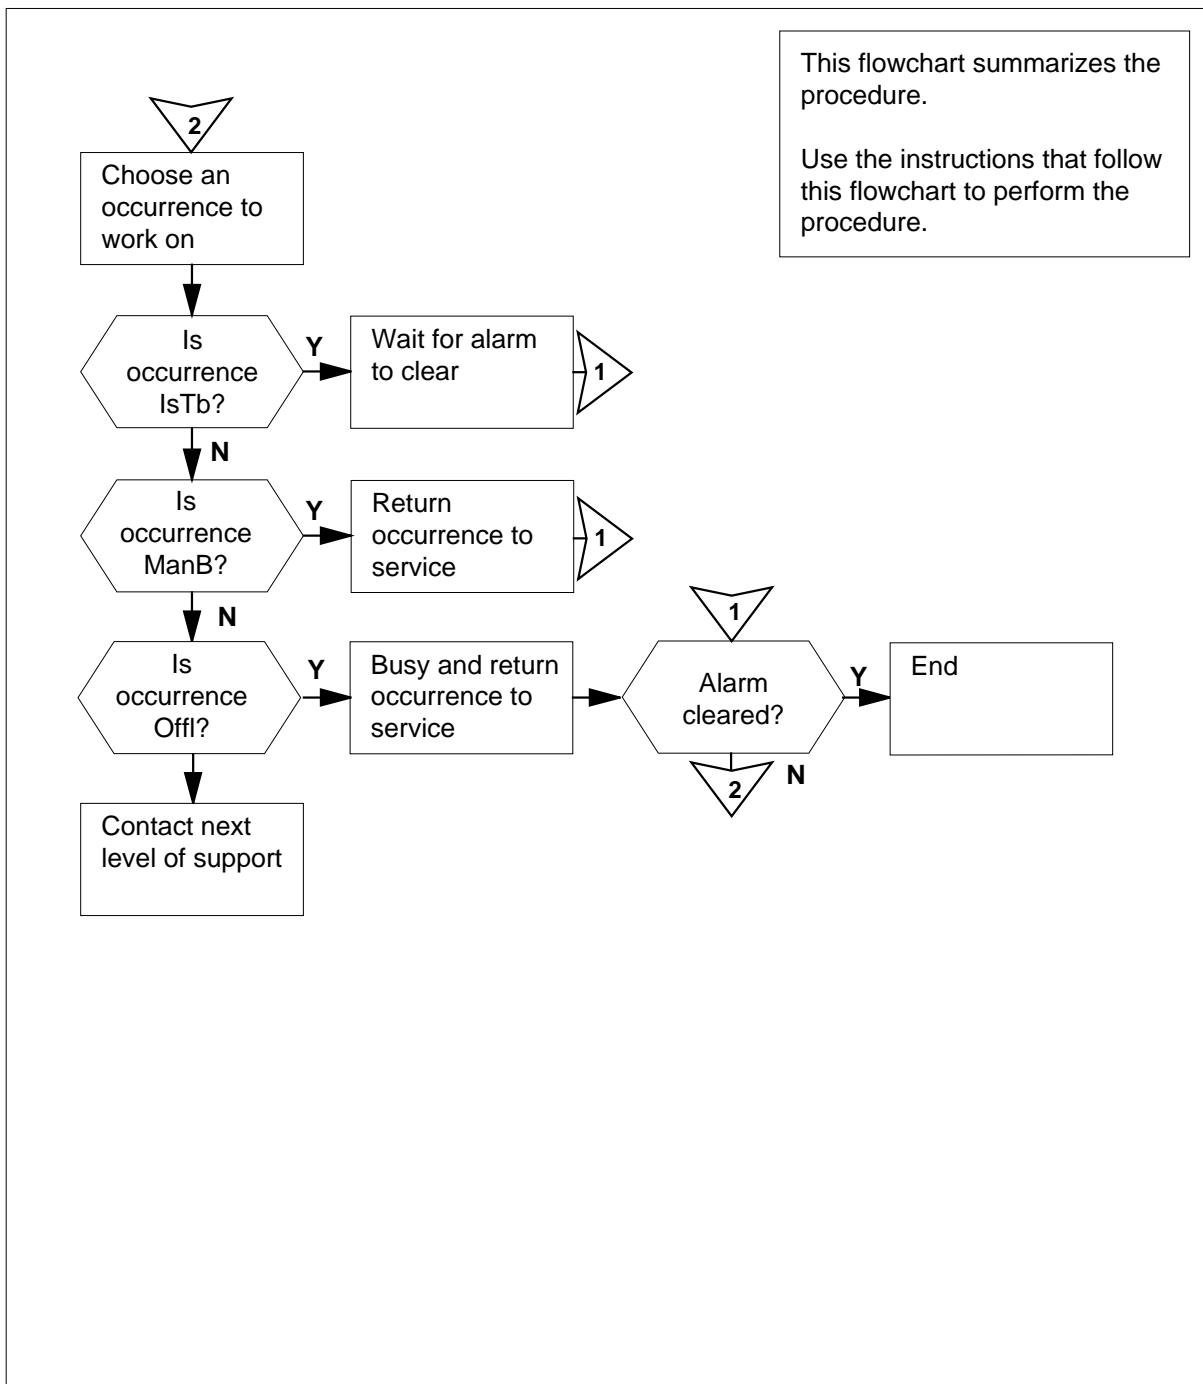 This flowchart summarizes the
procedure.
Use the instructions that follow
this flowchart to perform the
procedure.
2
Choose an
occurrence to
work on
Is
occurrence
IsTb?
Y
Wait for alarm
to clear
1
N
Is
occurrence
ManB?
Y
Return
occurrence to
service
1
N
Is
occurrence
Offl?
Y
Busy and return
occurrence to
service
1
Alarm
cleared?
Y
End
N
2
Contact next
level of support